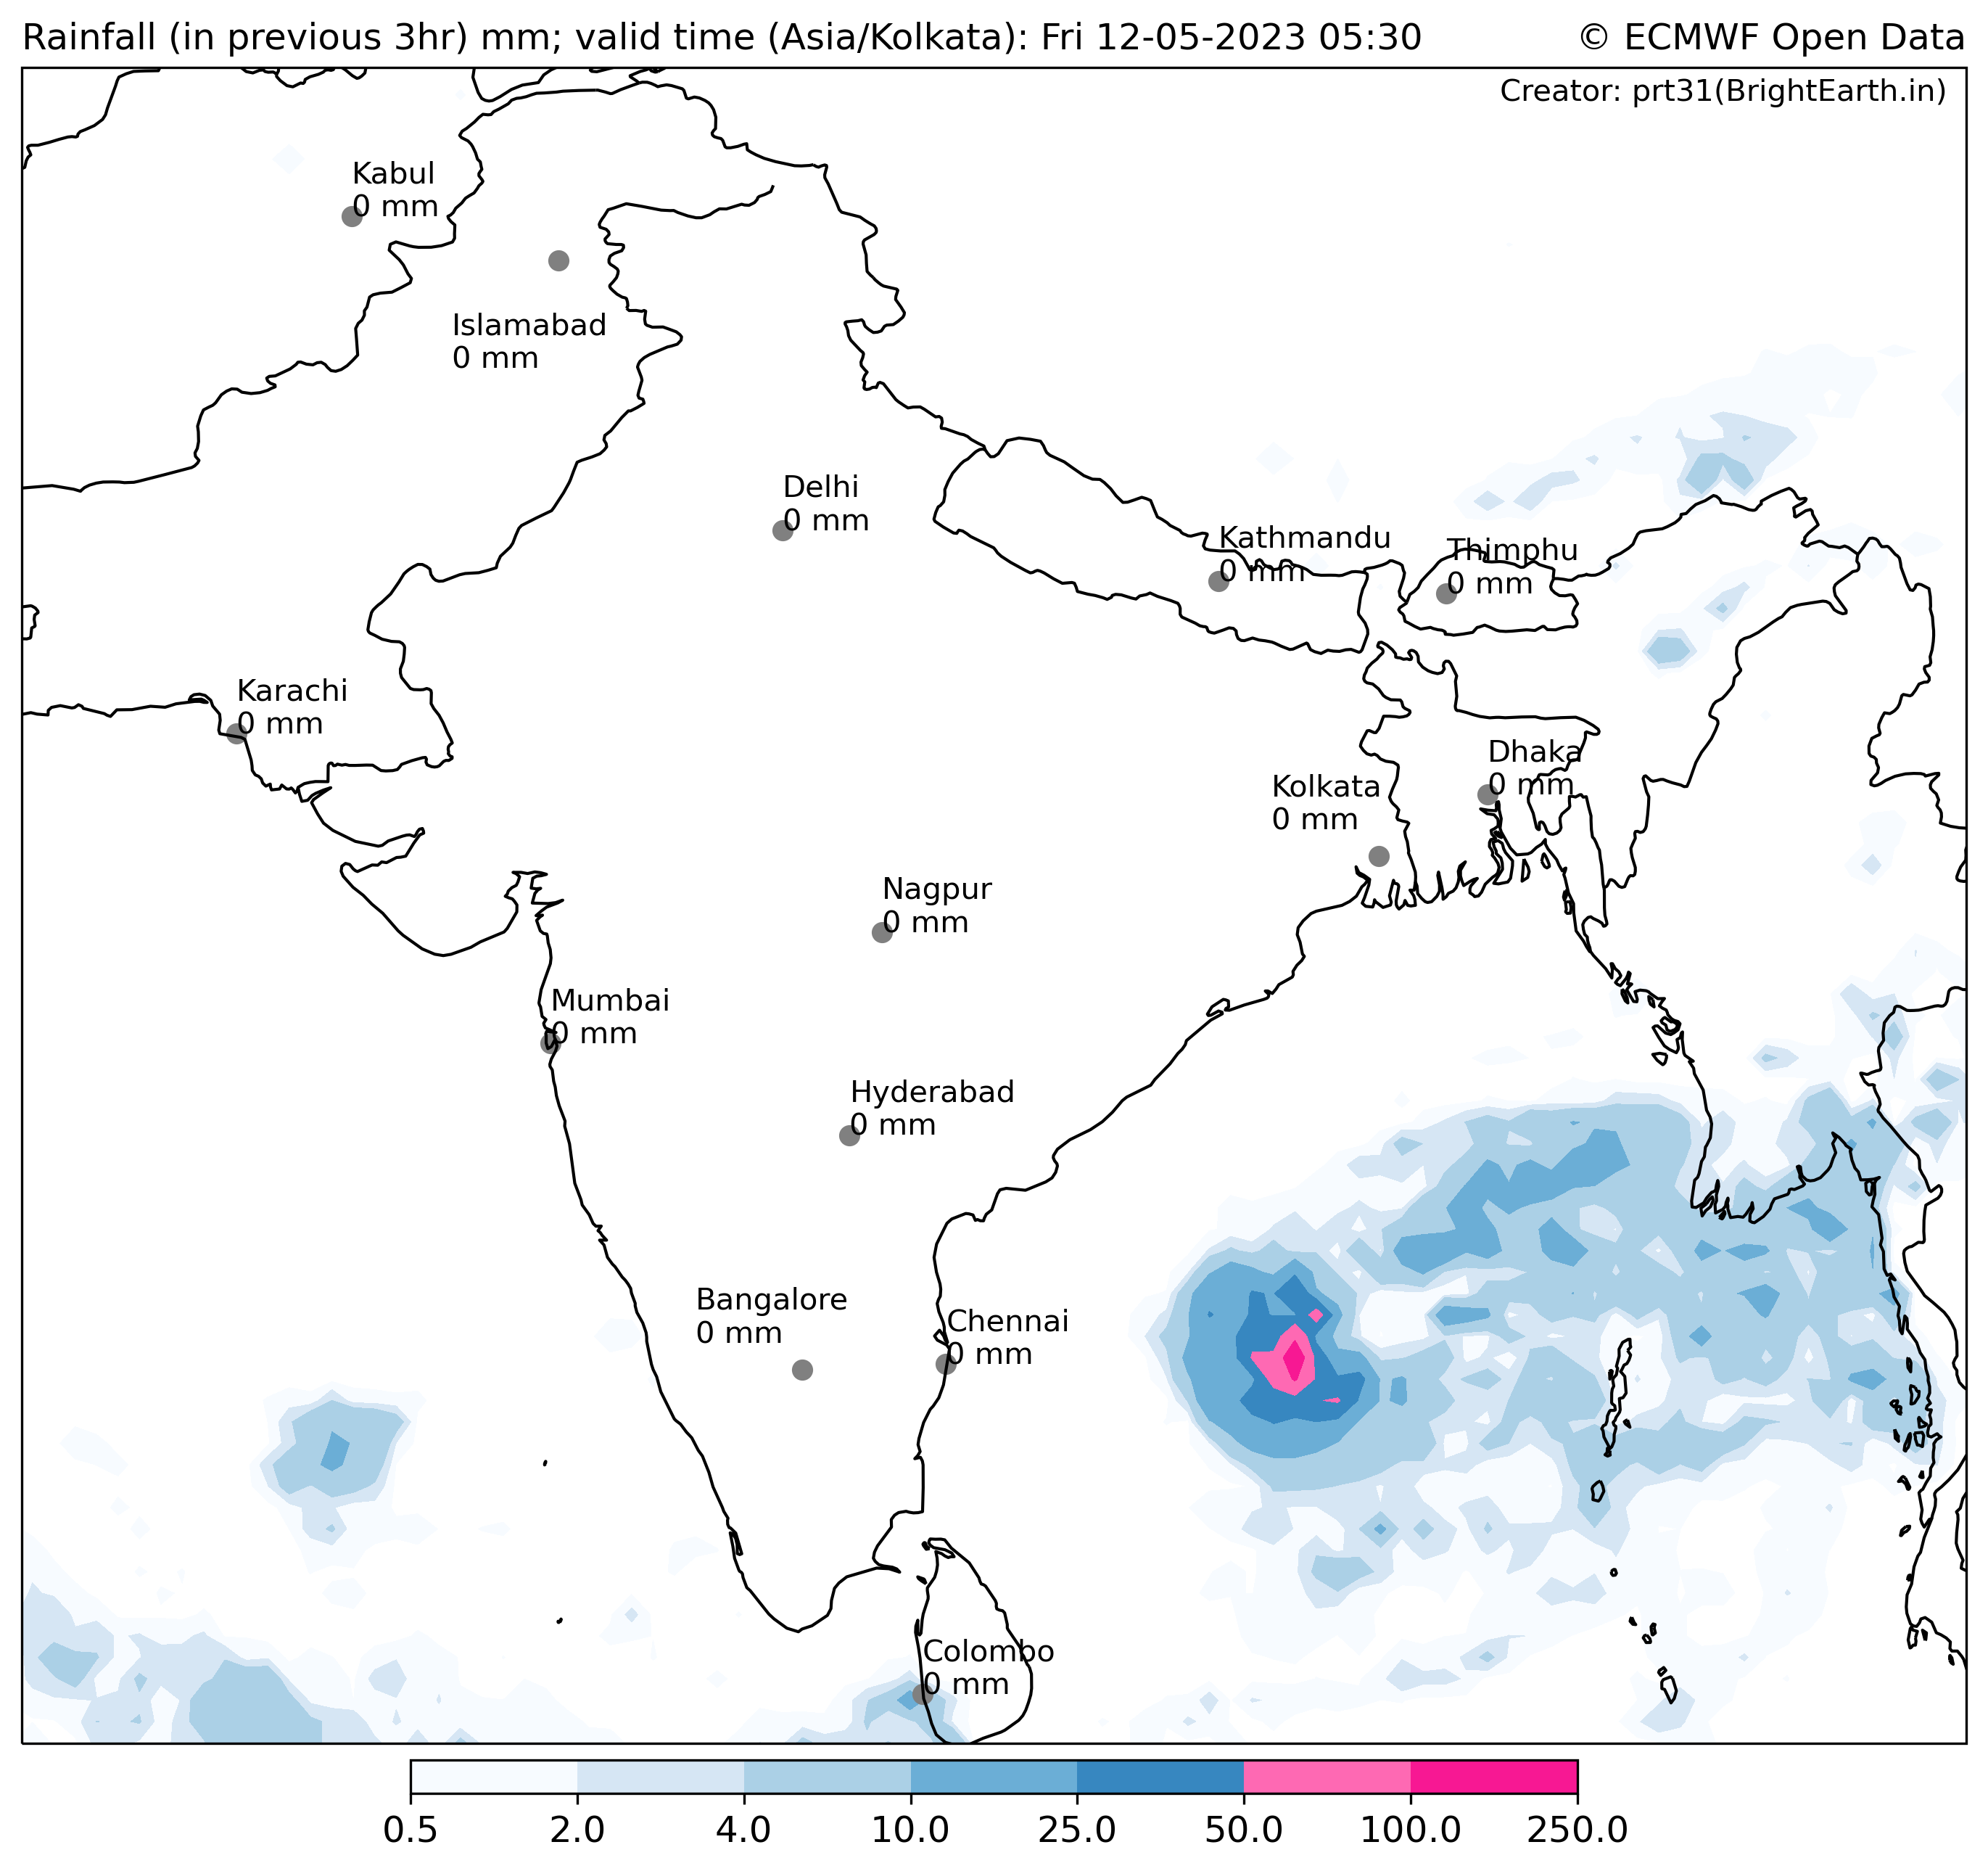 Rainfall (in previous 3hr) mm; valid time (Asia/Kolkata): Fri 12-05-2023 05:30
© ECMWF Open Data
Creator: prt31(BrightEarth.in)
Kabul
0 mm
Islamabad
0 mm
Delhi
0 mm
Kathmandu
0 mm
Thimphu
0 mm
Karachi
0 mm
Dhaka
0 mm
Kolkata
0 mm
Nagpur
0 mm
Mumbai
0 mm
Hyderabad
0 mm
Bangalore
0 mm
Chennai
0 mm
Colombo
0 mm
0.5 2.0 4.0 10.0 25.0 50.0 100.0 250.0